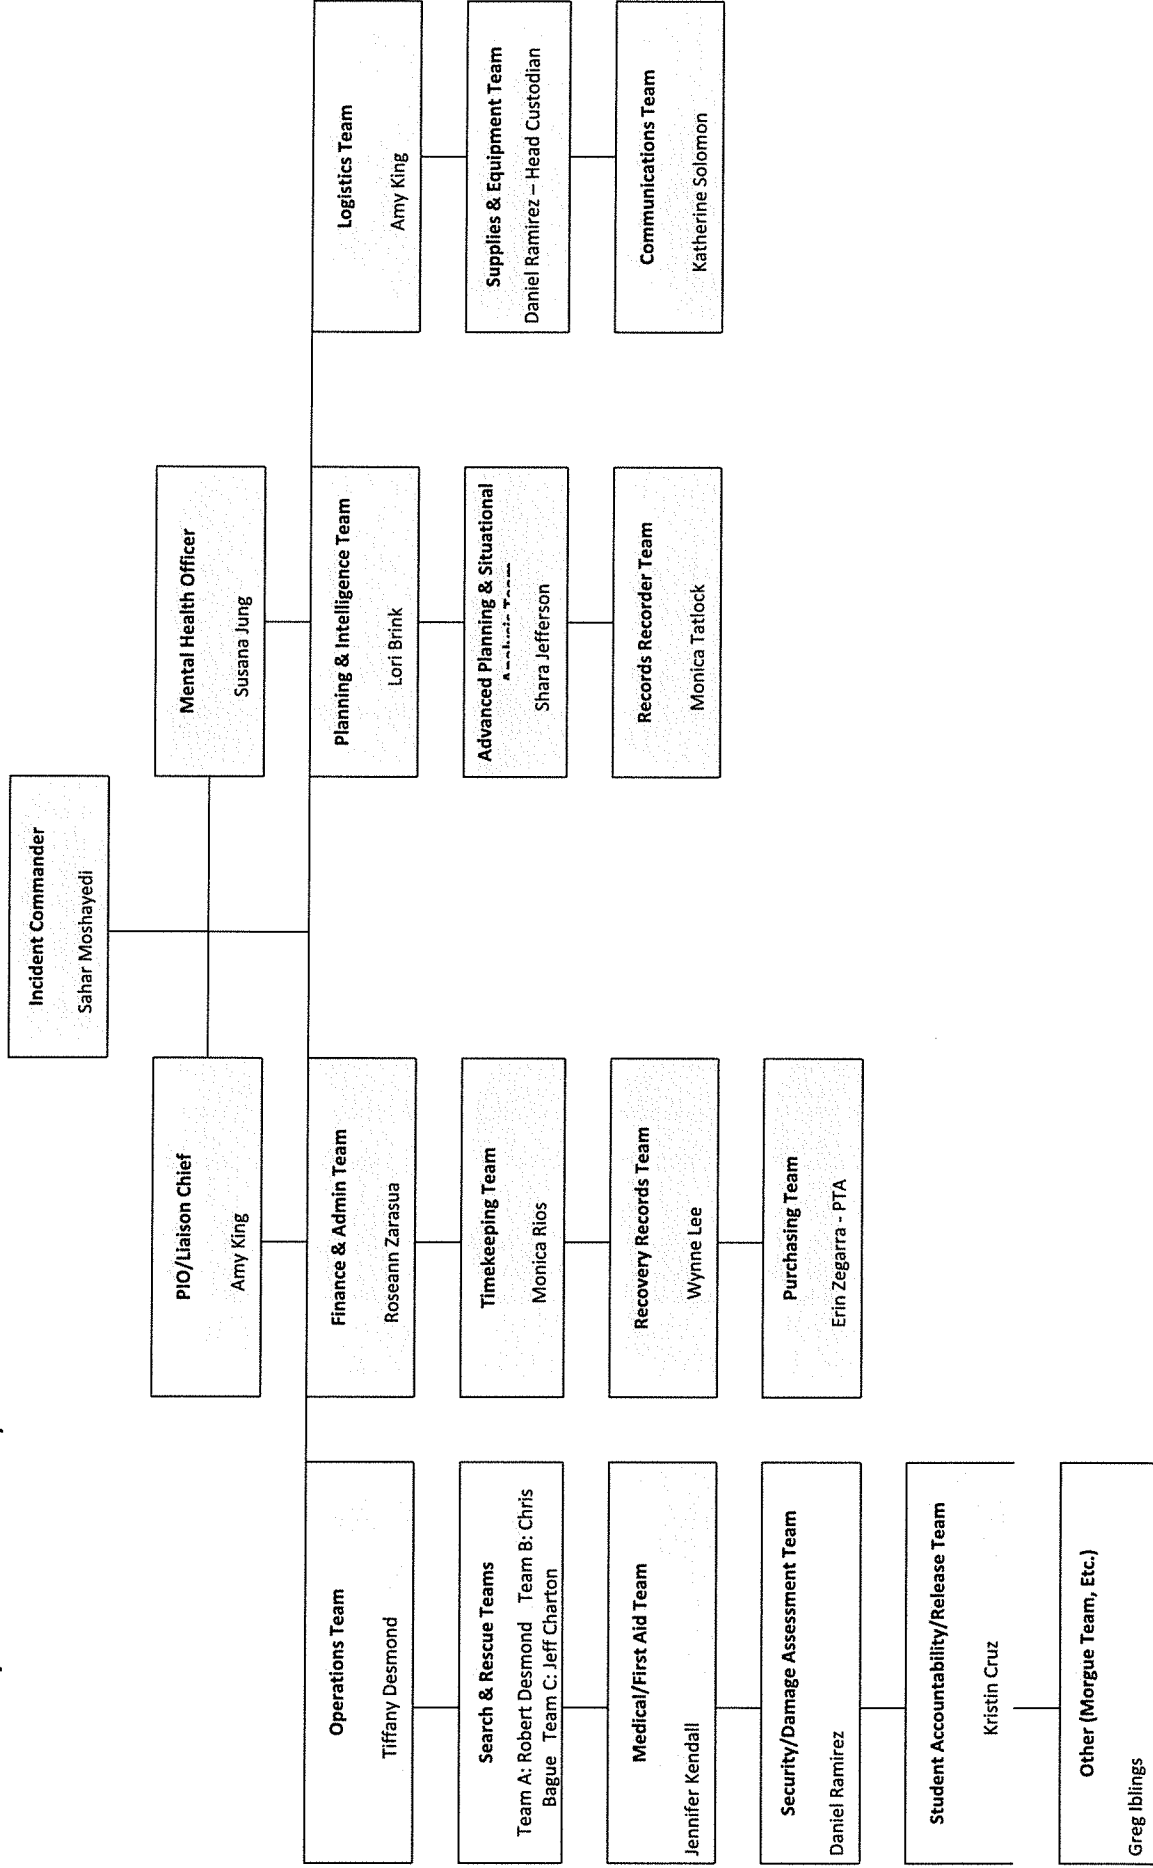 Incident Commander
Sahar Moshayedi
PIO/Liaison Chief
Amy King
Mental Health Officer
Susana Jung
Operations Team
Tiffany Desmond
Search & Rescue Teams
Team A: Robert Desmond Team B: Chris
Bague Team C: Jeff Charton
Medical/First Aid Team
Jennifer Kendall
Security/Damage Assessment Team
Daniel Ramirez
Student Accountability/Release Team
Kristin Cruz
Other (Morgue Team, Etc.)
Greg Iblings
Finance & Admin Team
Roseann Zarasua
Timekeeping Team
Monica Rios
Recovery Records Team
Wynne Lee
Purchasing Team
Erin Zegarra - PTA
Planning & Intelligence Team
Lori Brink
Advanced Planning & Situational
Shara Jefferson
Records Recorder Team
Monica Tatlock
Logistics Team
Amy King
Supplies & Equipment Team
Daniel Ramirez – Head Custodian
Communications Team
Katherine Solomon